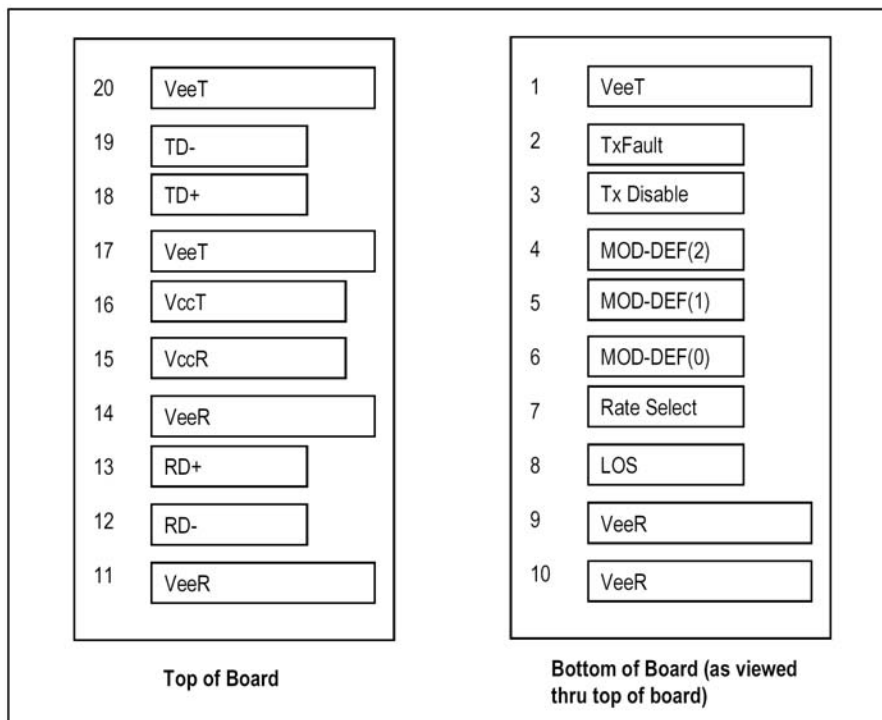 20 VeeT
19 TD-
18 TD+
17 VeeT
16 VccT
15 VccR
14 VeeR
13 RD+
12 RD-
11 VeeR
Top of Board
1 VeeT
2 TxFault
3 Tx Disable
4 MOD-DEF(2)
5 MOD-DEF(1)
6 MOD-DEF(0)
7 Rate Select
8 LOS
9 VeeR
10 VeeR
Bottom of Board (as viewed
thru top of board)